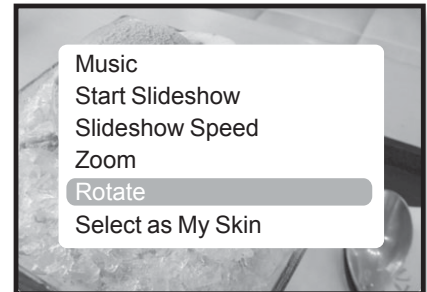 Music
Start Slideshow
Slideshow Speed
Zoom
Rotate
Select as My Skin